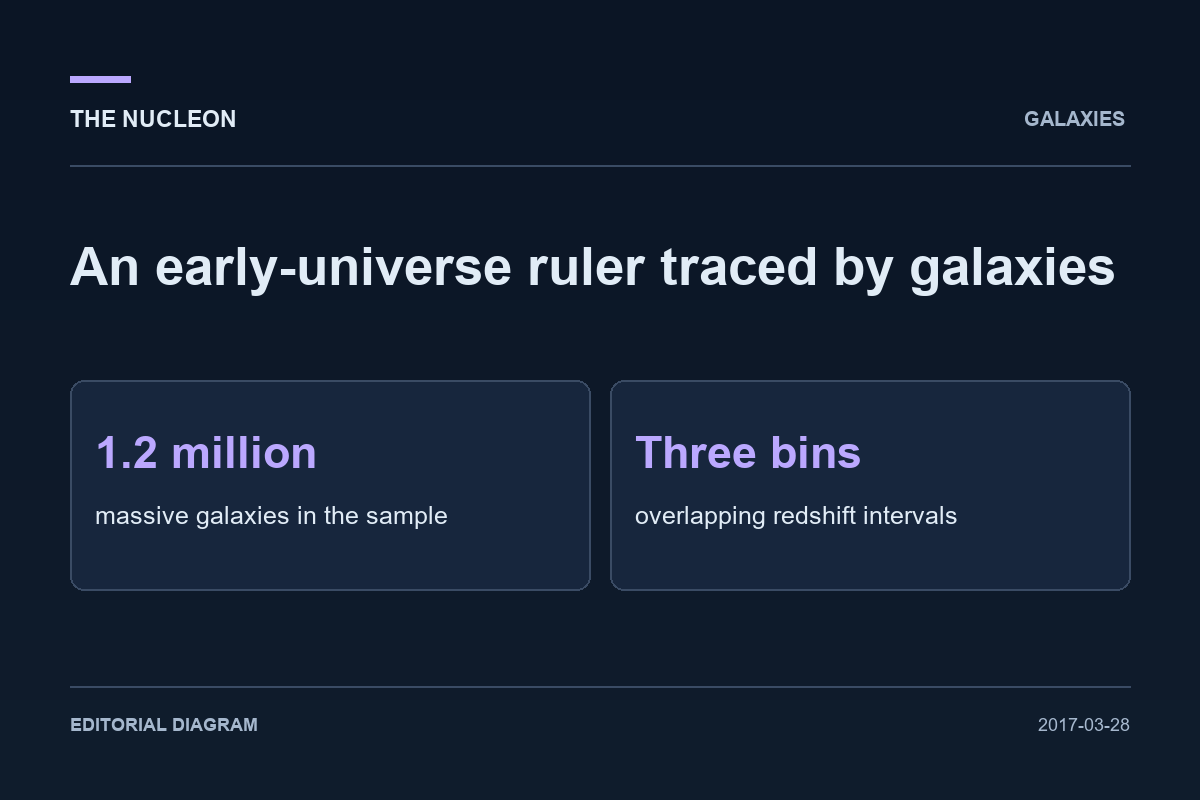 THE NUCLEON
GALAXIES
An early-universe ruler traced by galaxies
1.2 million
massive galaxies in the sample
Three bins
overlapping redshift intervals
EDITORIAL DIAGRAM
2017-03-28